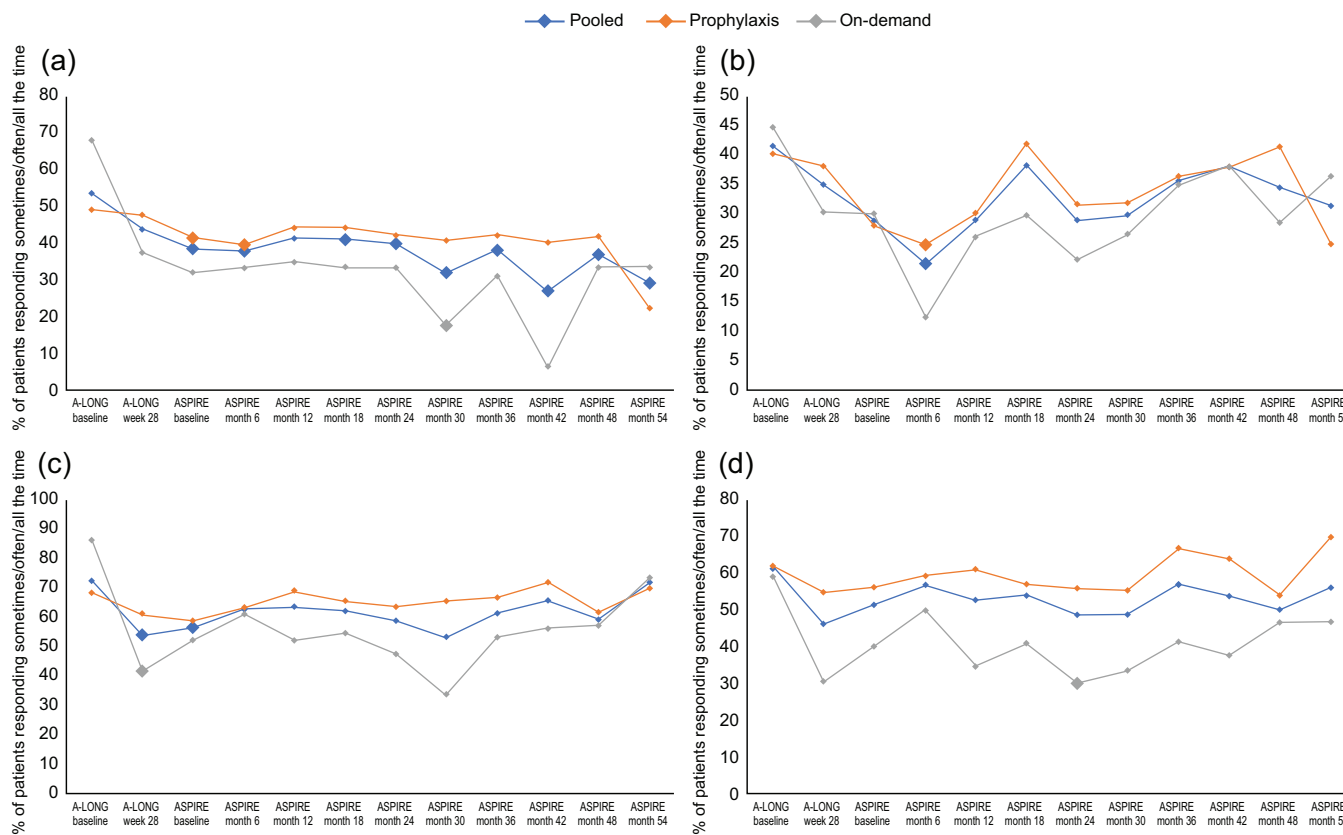 Pooled Prophylaxis On-demand
(a)
% of patients responding sometimes/often/all the time
80
70
60
50
40
30
20
10
0
A-LONG baseline
A-LONG week 28
ASPIRE baseline
ASPIRE month 6
ASPIRE month 12
ASPIRE month 18
ASPIRE month 24
ASPIRE month 30
ASPIRE month 36
ASPIRE month 42
ASPIRE month 48
ASPIRE month 54
(b)
% of patients responding sometimes/often/all the time
50
45
40
35
30
25
20
15
10
5
0
A-LONG baseline
A-LONG week 28
ASPIRE baseline
ASPIRE month 6
ASPIRE month 12
ASPIRE month 18
ASPIRE month 24
ASPIRE month 30
ASPIRE month 36
ASPIRE month 42
ASPIRE month 48
ASPIRE month 5
(c)
% of patients responding sometimes/often/all the time
100
90
80
70
60
50
40
30
20
10
0
A-LONG baseline
A-LONG week 28
ASPIRE baseline
ASPIRE month 6
ASPIRE month 12
ASPIRE month 18
ASPIRE month 24
ASPIRE month 30
ASPIRE month 36
ASPIRE month 42
ASPIRE month 48
ASPIRE month 54
(d)
% of patients responding sometimes/often/all the time
80
70
60
50
40
30
20
10
0
A-LONG baseline
A-LONG week 28
ASPIRE baseline
ASPIRE month 6
ASPIRE month 12
ASPIRE month 18
ASPIRE month 24
ASPIRE month 30
ASPIRE month 36
ASPIRE month 42
ASPIRE month 48
ASPIRE month 5